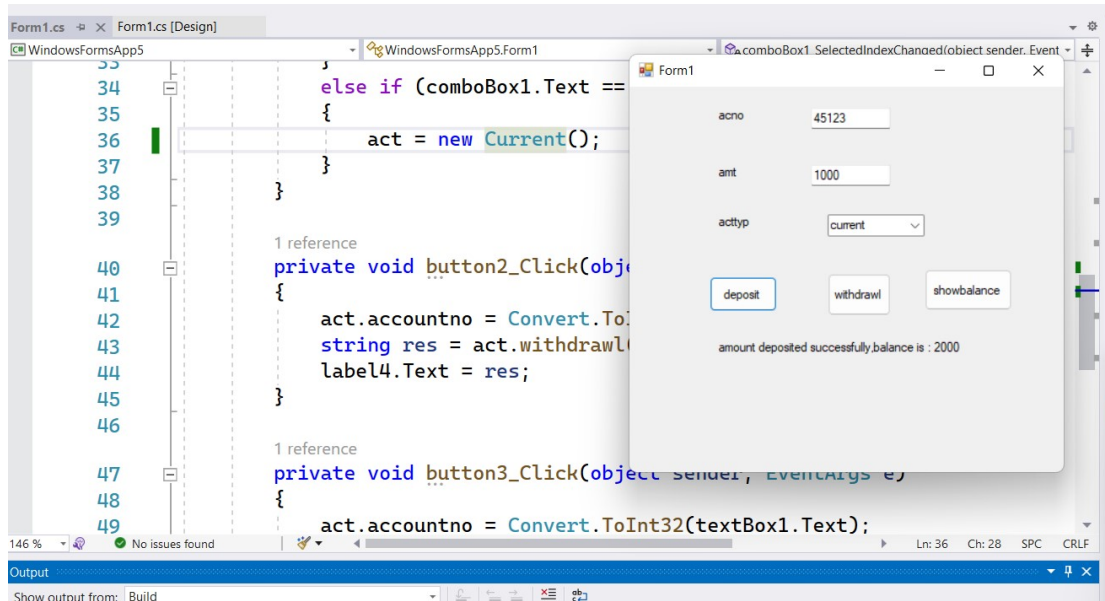 Form1.cs Form1.cs [Design]
WindowsFormsApp5 WindowsFormsApp5.Form1 comboBox1_SelectedIndexChanged(object sender, Event
33 }
34 else if (comboBox1.Text ==
35 {
36 act = new Current();
37 }
38 }
39
1 reference
40 private void button2_Click(obje
41 {
42 act.accountno = Convert.ToI
43 string res = act.withdrawl(
44 label4.Text = res;
45 }
46
1 reference
47 private void button3_Click(object sender, EventArgs e)
48 {
49 act.accountno = Convert.ToInt32(textBox1.Text);
146 % No issues found Ln: 36 Ch: 28 SPC CRLF
Output
Show output from: Build
Form1
acno 45123
amt 1000
acttyp current
deposit withdrawl showbalance
amount deposited successfully,balance is : 2000